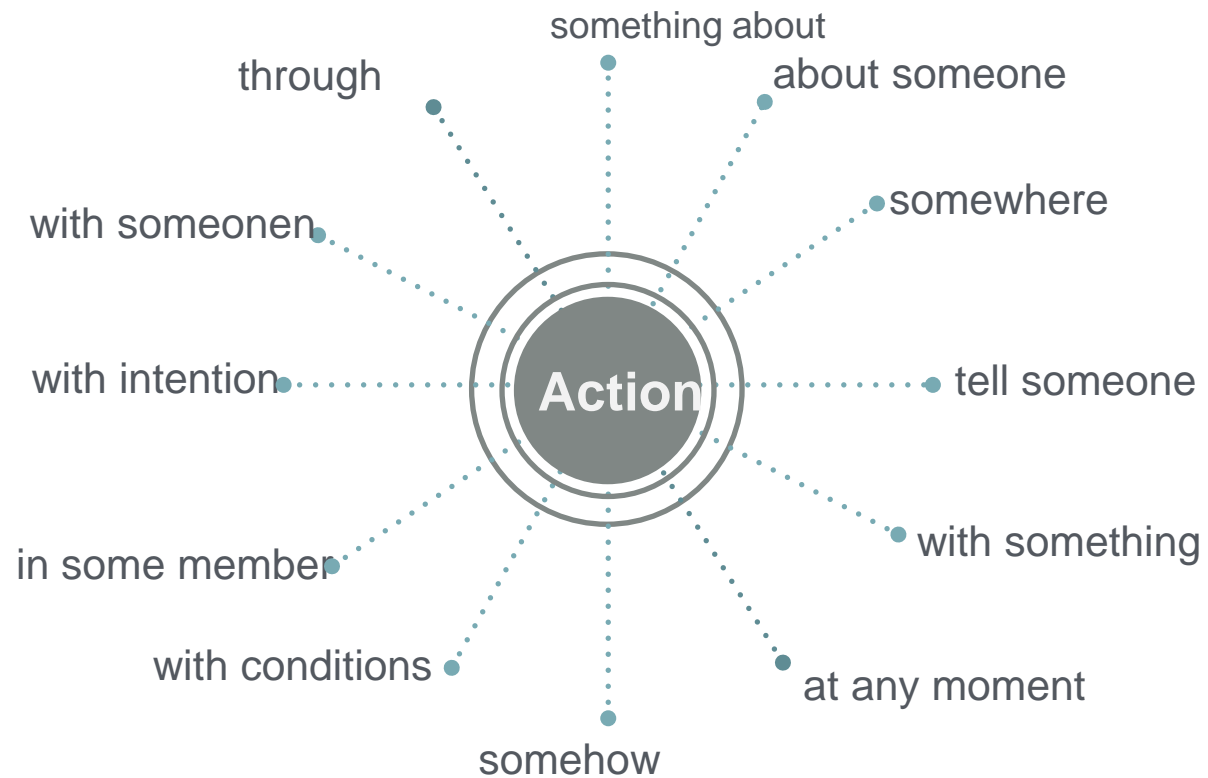 something about
through
about someone
somewhere
with someonen
with intention
Action
tell someone
with something
in some member
with conditions
at any moment
somehow